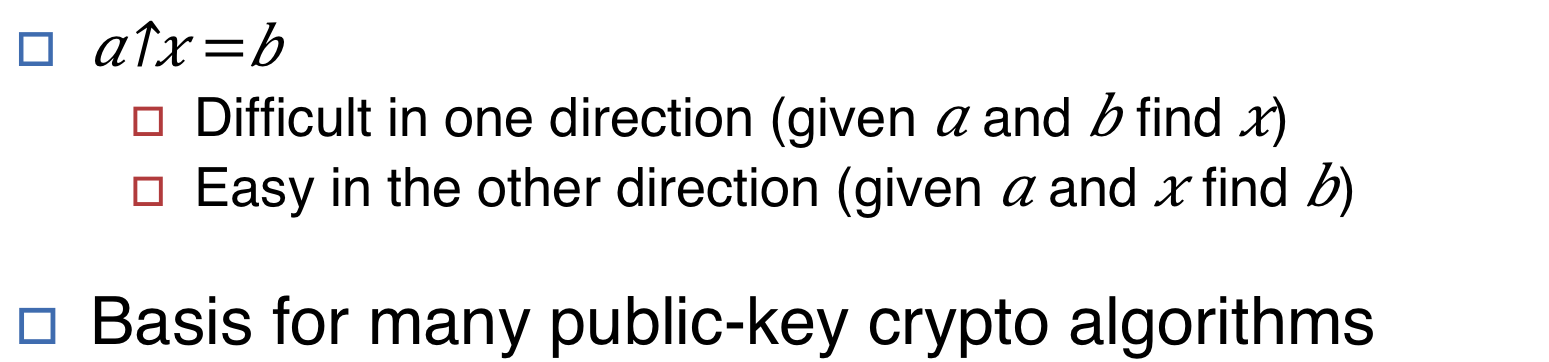 a↑x = b
Difficult in one direction (given a and b find x)
Easy in the other direction (given a and x find b)
Basis for many public-key crypto algorithms